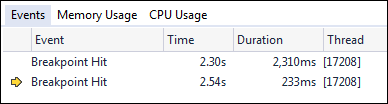 Events Memory Usage CPU Usage
Event Time Duration Thread
Breakpoint Hit 2.30s 2,310ms [17208]
Breakpoint Hit 2.54s 233ms [17208]